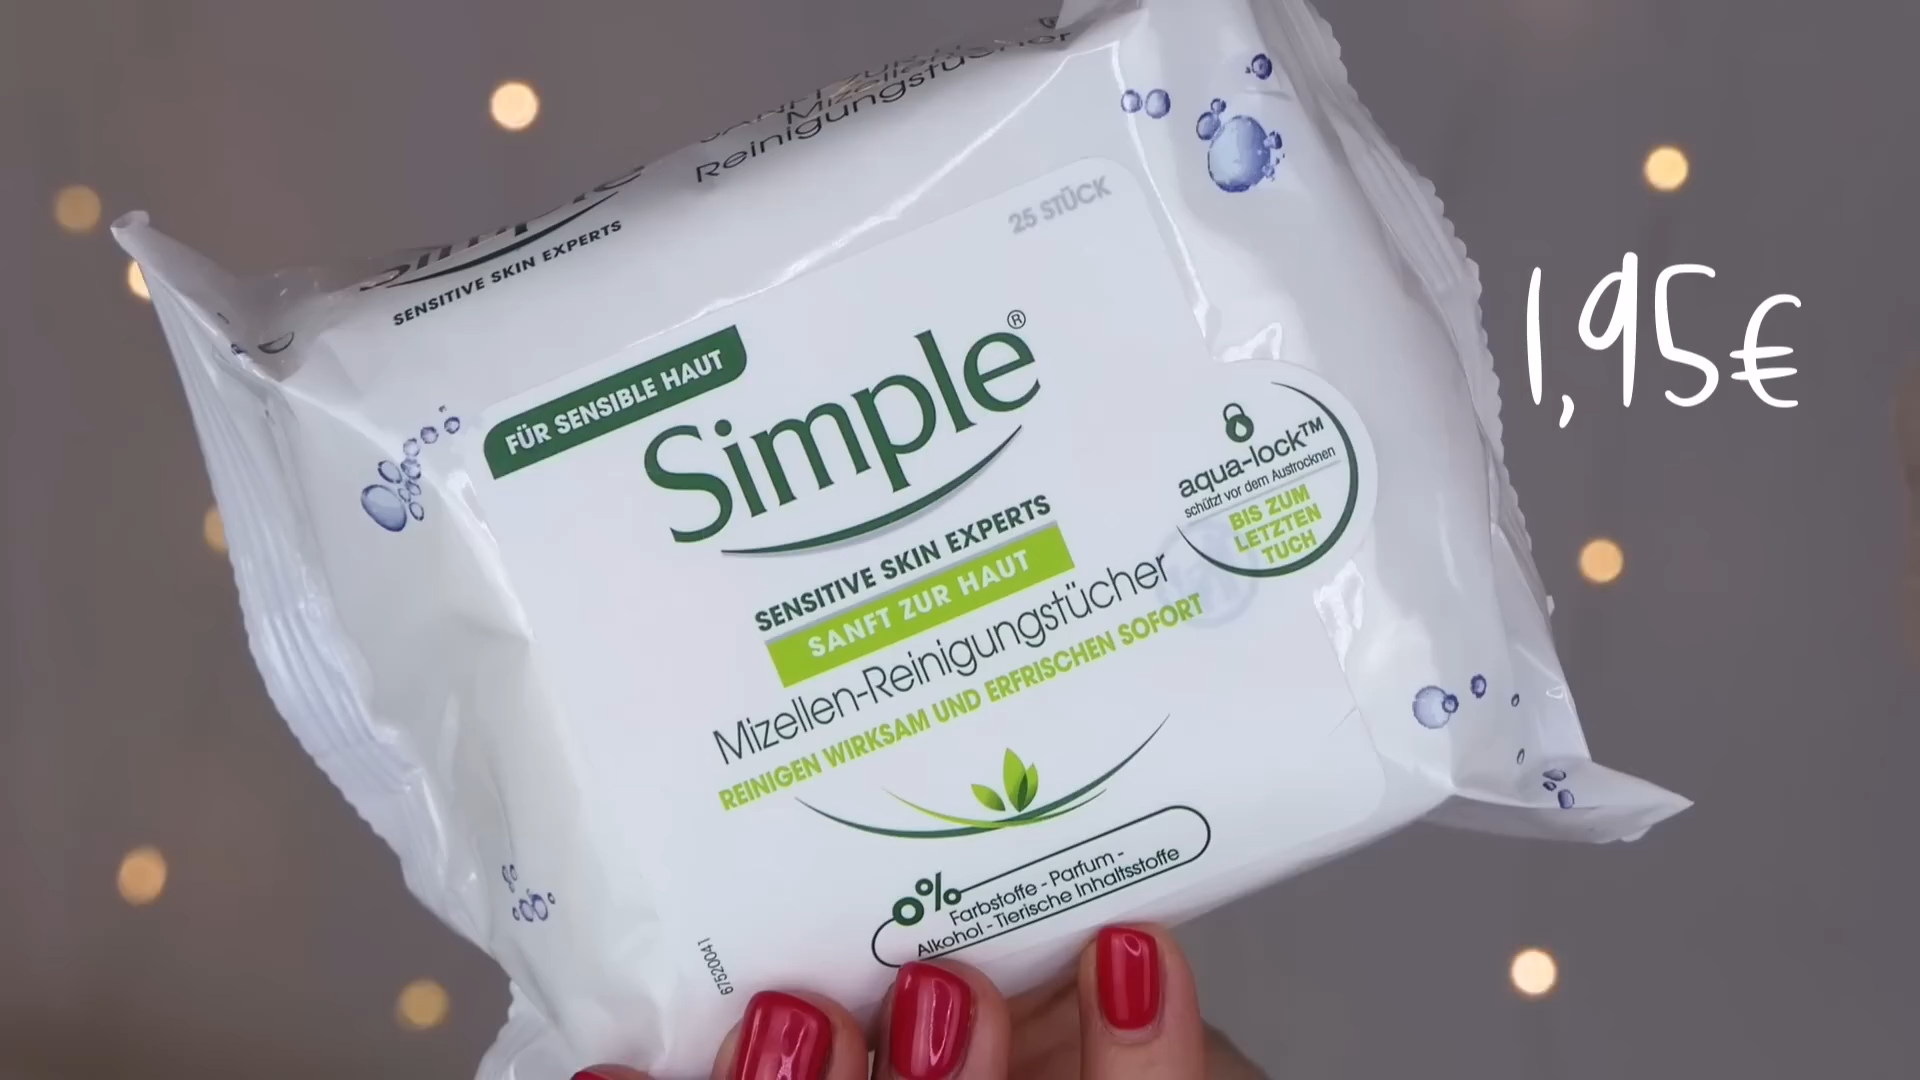 Mizellen
Reinigungstücher
Simple
SENSITIVE SKIN EXPERTS
25 STÜCK
FÜR SENSIBLE HAUT
Simple®
SENSITIVE SKIN EXPERTS
SANFT ZUR HAUT
Mizellen-Reinigungstücher
REINIGEN WIRKSAM UND ERFRISCHEN SOFORT
aqua-lock™
schützt vor dem Austrocknen
BIS ZUM
LETZTEN
TUCH
1,95€
0% Farbstoffe - Parfum -
Alkohol - Tierische Inhaltsstoffe
67520041